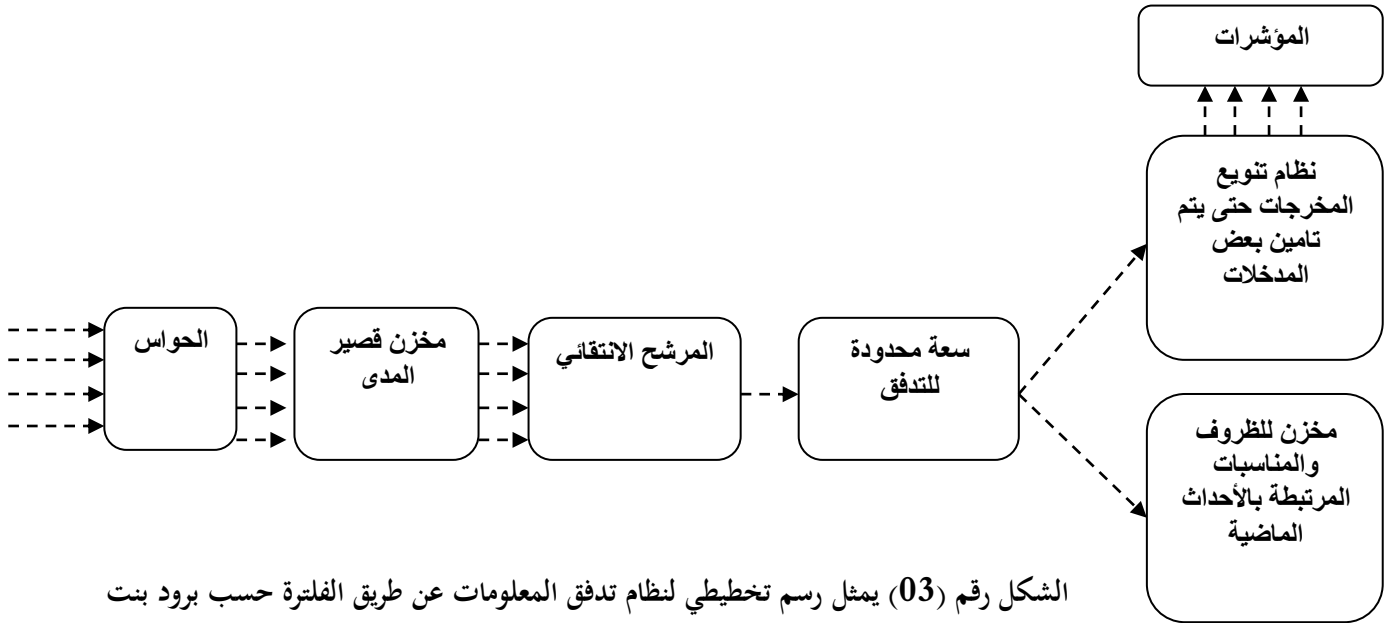 المؤشرات
نظام تنويع
المخرجات حتى يتم
تامين بعض
المدخلات
الحواس
مخزن قصير
المدى
المرشح الانتقائي
سعة محدودة
للتدفق
مخزن للظروف
والمناسبات
المرتبطة بالأحداث
الماضية
الشكل رقم (03) يمثل رسم تخطيطي لنظام تدفق المعلومات عن طريق الفلترة حسب برود بنت